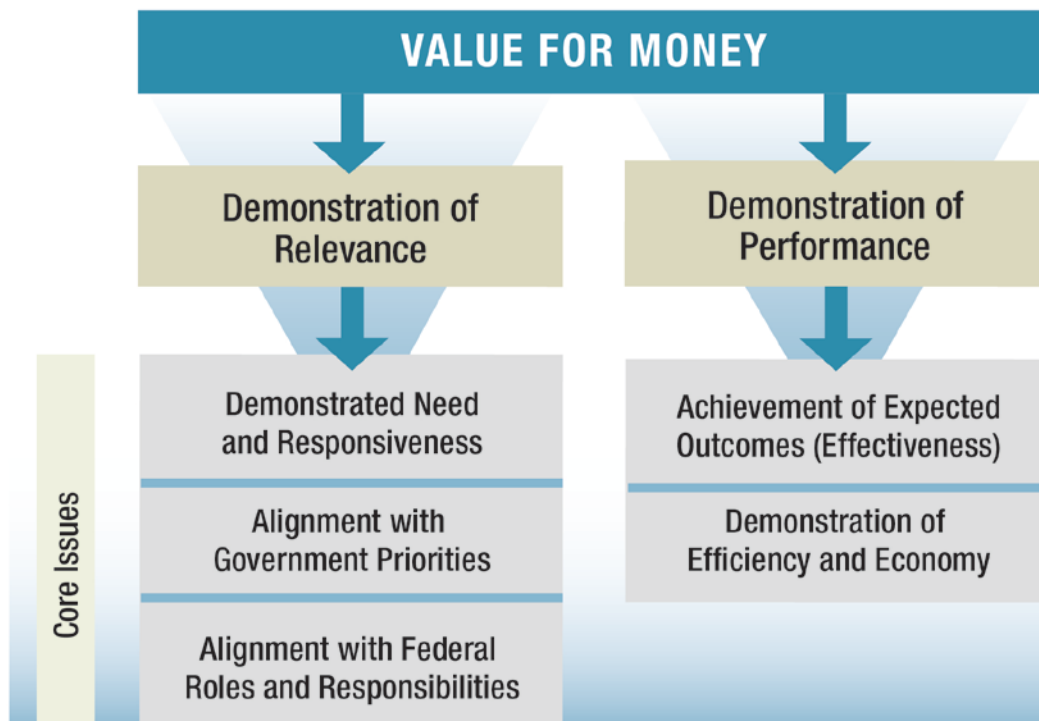 VALUE FOR MONEY
Demonstration of
Relevance
Demonstration of
Performance
Core Issues
Demonstrated Need
and Responsiveness
Alignment with
Government Priorities
Alignment with Federal
Roles and Responsibilities
Achievement of Expected
Outcomes (Effectiveness)
Demonstration of
Efficiency and Economy